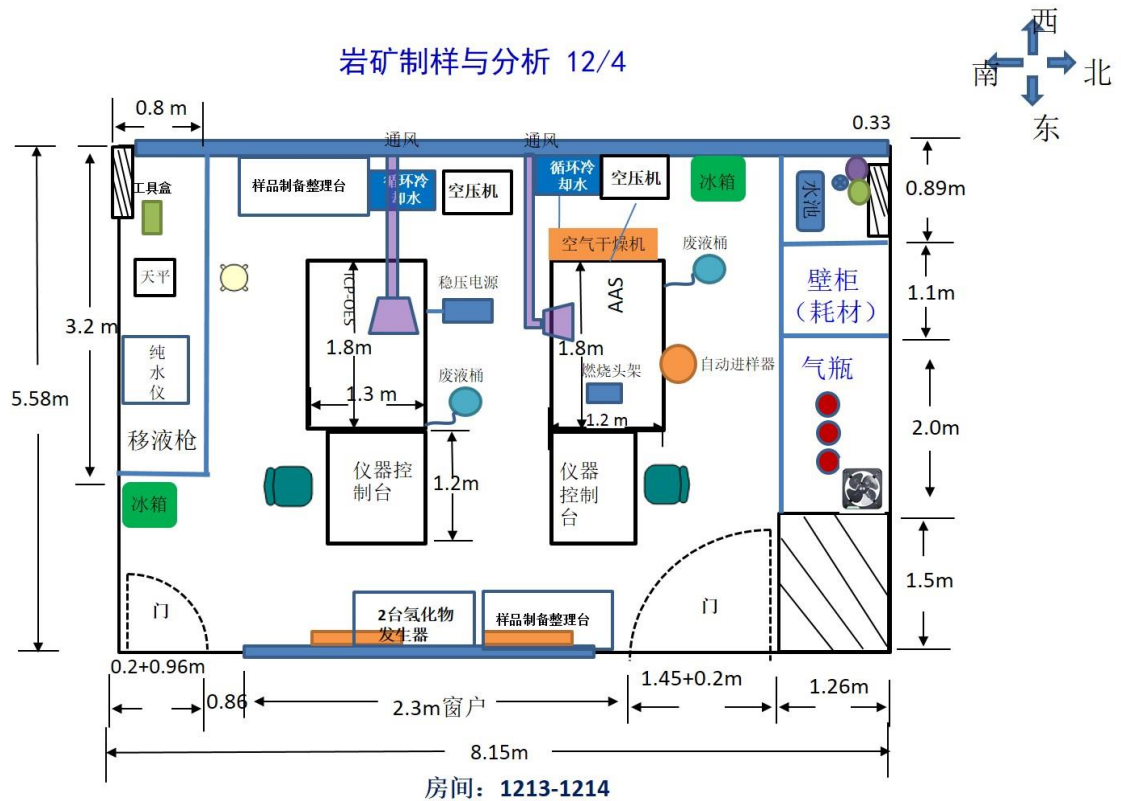 岩矿制样与分析 12/4
西
南
北
东
0.8 m
通风
通风
0.33
工具盒
样品制备整理台
循环冷
却水
空压机
循环冷
却水
空压机
冰箱
水池
0.89m
空气干燥机
废液桶
天平
ICP-OES
稳压电源
AAS
壁柜
（耗材）
1.1m
3.2 m
1.8m
1.8m
纯
水
仪
燃烧头架
自动进样器
气瓶
5.58m
1.3 m
废液桶
1.2 m
2.0m
移液枪
仪器控
制台
1.2m
仪器
控制
台
冰箱
1.5m
门
2台氢化物
发生器
样品制备整理台
门
0.2+0.96m
0.86
2.3m窗户
1.45+0.2m
1.26m
8.15m
房间：1213-1214